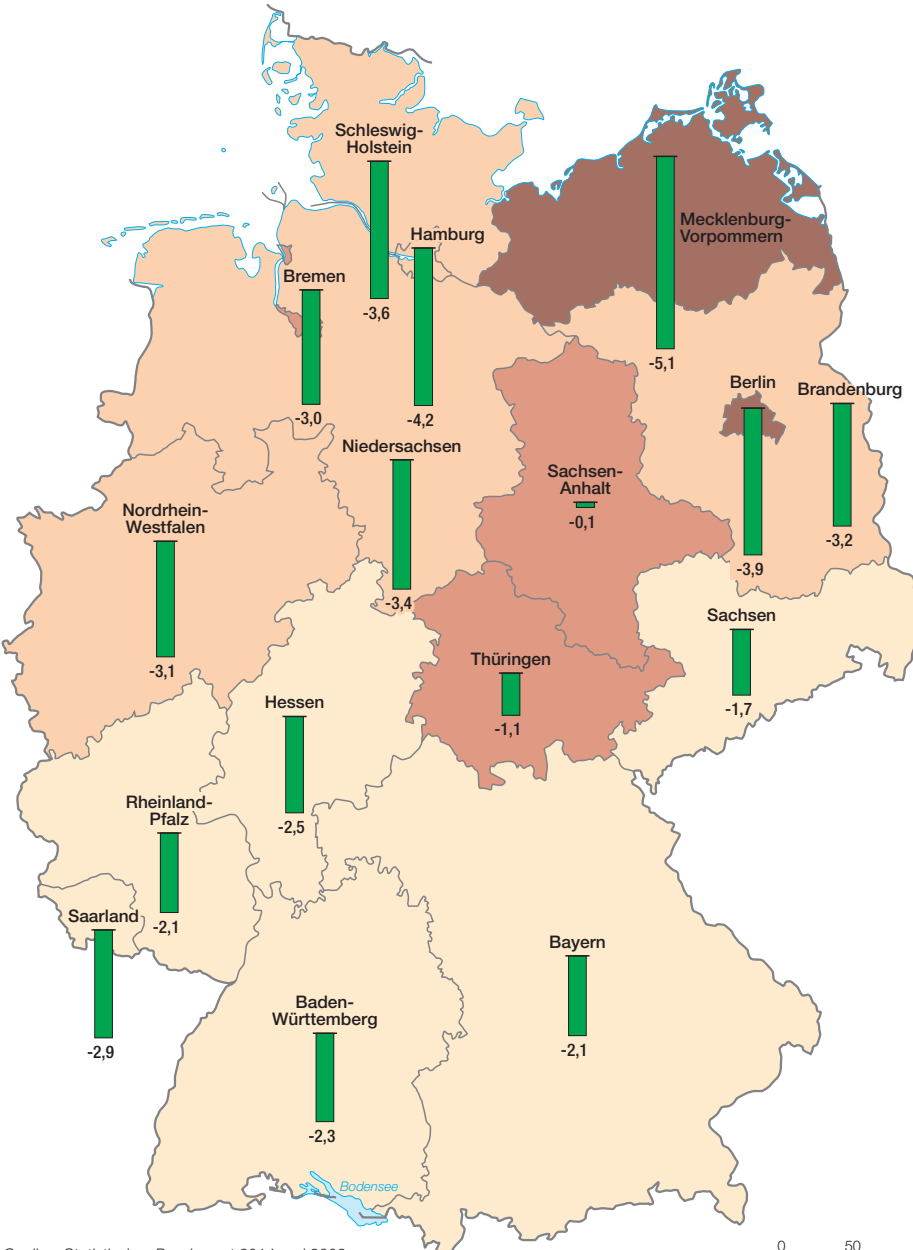 Schleswig-
Holstein
-3,6
Hamburg
-4,2
Mecklenburg-
Vorpommern
-5,1
Bremen
-3,0
Berlin
-3,9
Brandenburg
-3,2
Niedersachsen
-3,4
Sachsen-
Anhalt
-0,1
Nordrhein-
Westfalen
-3,1
Sachsen
-1,7
Thüringen
-1,1
Hessen
-2,5
Rheinland-
Pfalz
-2,1
Saarland
-2,9
Bayern
-2,1
Baden-
Württemberg
-2,3
Bodensee
0 50